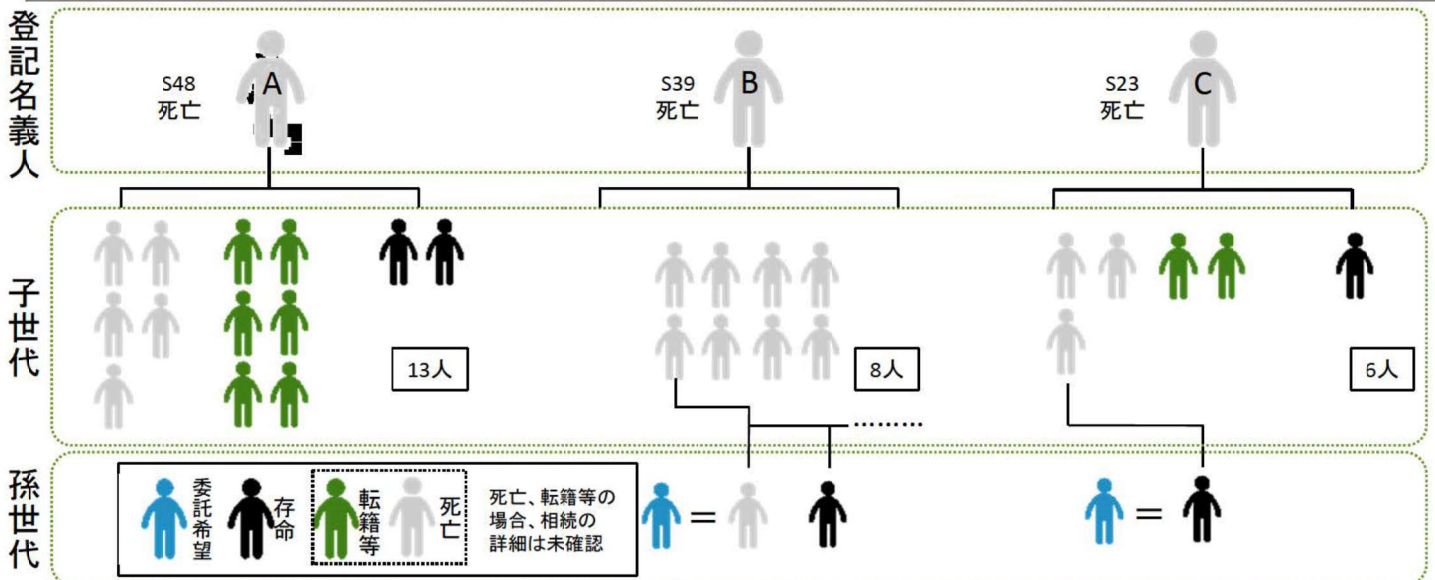 登記名義人
S48
死亡
A
S39
死亡
B
S23
死亡
C
子世代
13人
8人
6人
孫世代
委託希望
存命
転籍等
死亡
死亡、転籍等の
場合、相続の
詳細は未確認
=
=